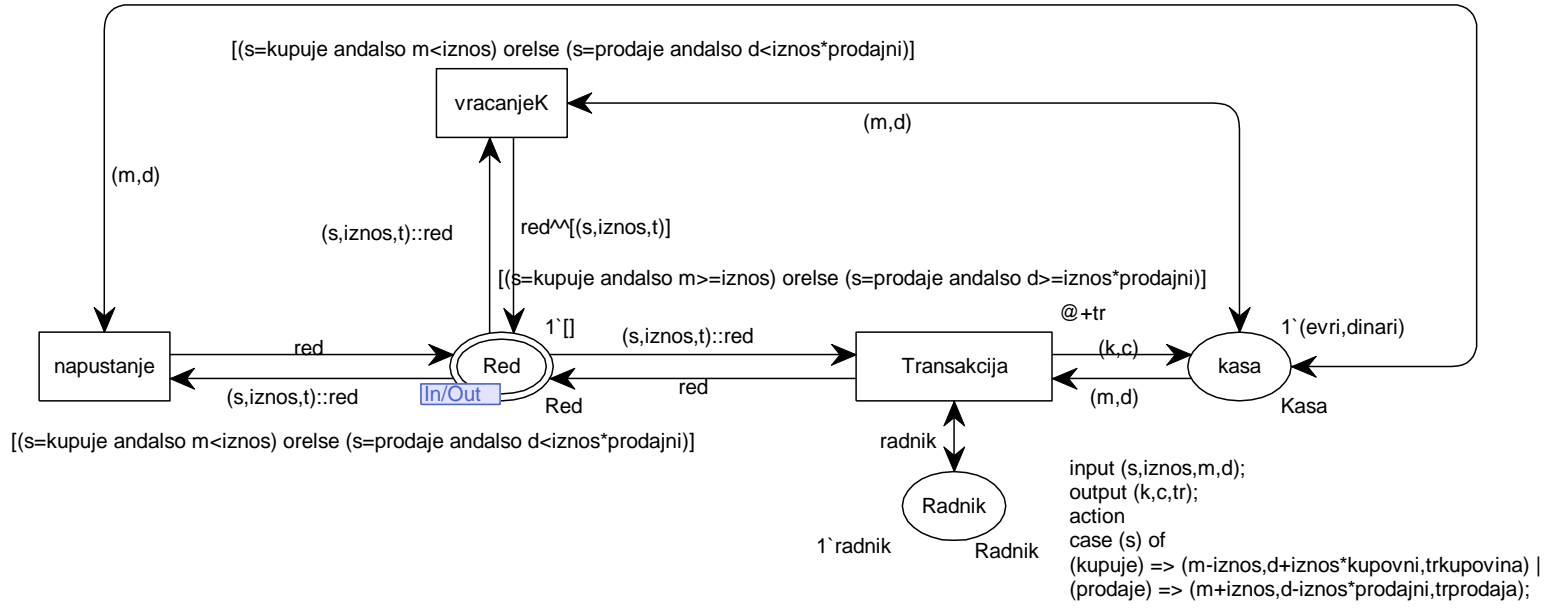 [(s=kupuje andalso m<iznos) orelse (s=prodaje andalso d<iznos*prodajni)]
vracanjeK
(m,d)
(m,d)
(s,iznos,t)::red
red^^[(s,iznos,t)]
[(s=kupuje andalso m>=iznos) orelse (s=prodaje andalso d>=iznos*prodajni)]
@+tr
1`[]
1`(evri,dinari)
napustanje
red
Red
(s,iznos,t)::red
Transakcija
(k,c)
kasa
(s,iznos,t)::red
In/Out
red
(m,d)
Red
Kasa
[(s=kupuje andalso m<iznos) orelse (s=prodaje andalso d<iznos*prodajni)]
radnik
Radnik
1`radnik
Radnik
input (s,iznos,m,d);
output (k,c,tr);
action
case (s) of
(kupuje) => (m-iznos,d+iznos*kupovni,trkupovina) |
(prodaje) => (m+iznos,d-iznos*prodajni,trprodaja);